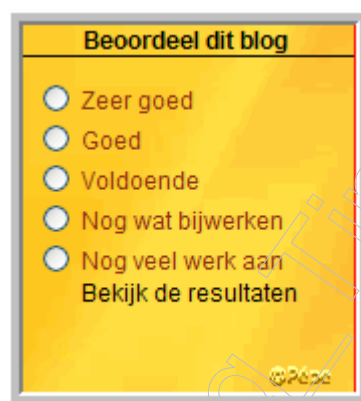 Beoordeel dit blog
Zeer goed
Goed
Voldoende
Nog wat bijwerken
Nog veel werk aan
Bekijk de resultaten